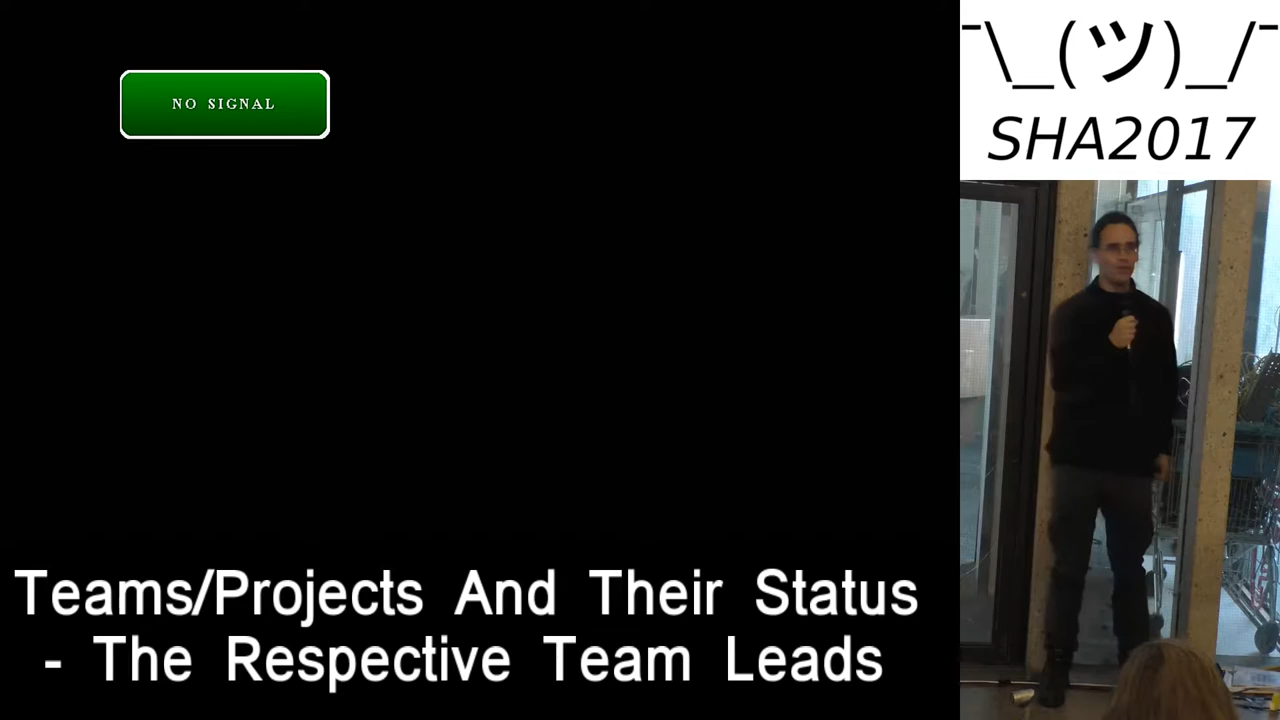 NO SIGNAL
¯\_(ツ)_/¯
SHA2017
Teams/Projects And Their Status
- The Respective Team Leads